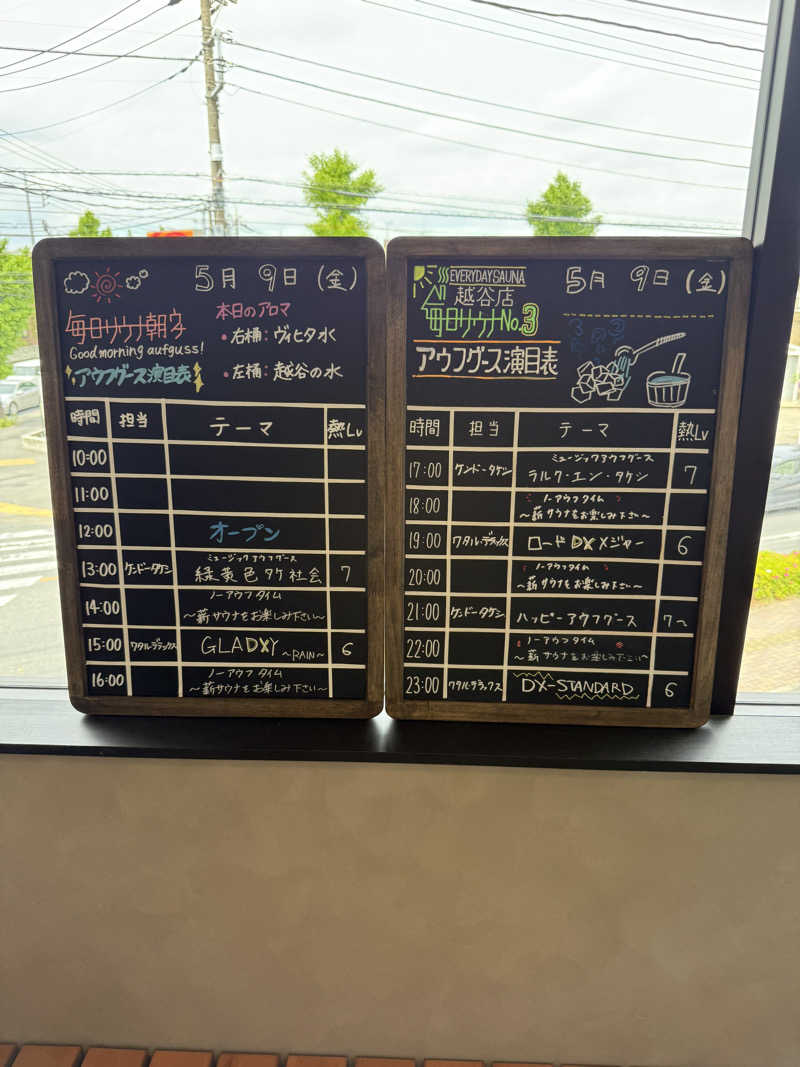 5月 9日 (金)
毎日サウナ朝字
Good morning aufguss!
アウフグース演目表
本日のアロマ
・右桶：ヴィヒタ水
・左桶：越谷の水
時間 担当 テーマ 熱Lv
10:00
11:00
12:00 オープン
13:00 ケンドータケシ ミュージックアウフグース 緑黄色タケ社会 7
14:00 ノーアウフタイム
～薪サウナをお楽しみ下さい～
15:00 ワタル・デラックス GLADXY ～RAIN～ 6
16:00 ノーアウフタイム
～薪サウナをお楽しみ下さい～
EVERYDAYSAUNA
越谷店
毎日サウナNo.3
アウフグース演目表
5月 9日 (金)
時間 担当 テーマ 熱Lv
17:00 ケンドータケシ ミュージックアウフグース
ラルク・エン・タケシ 7
18:00 ノーアウフタイム
～薪サウナをお楽しみ下さい～
19:00 ワタル・デラックス ロードDXメジャー 6
20:00 ノーアウフタイム
～薪サウナをお楽しみ下さい～
21:00 ケンドータケシ ハッピーアウフグース 7～
22:00 ノーアウフタイム
～薪サウナをお楽しみ下さい～
23:00 ワタルデラックス DX-STANDARD 6